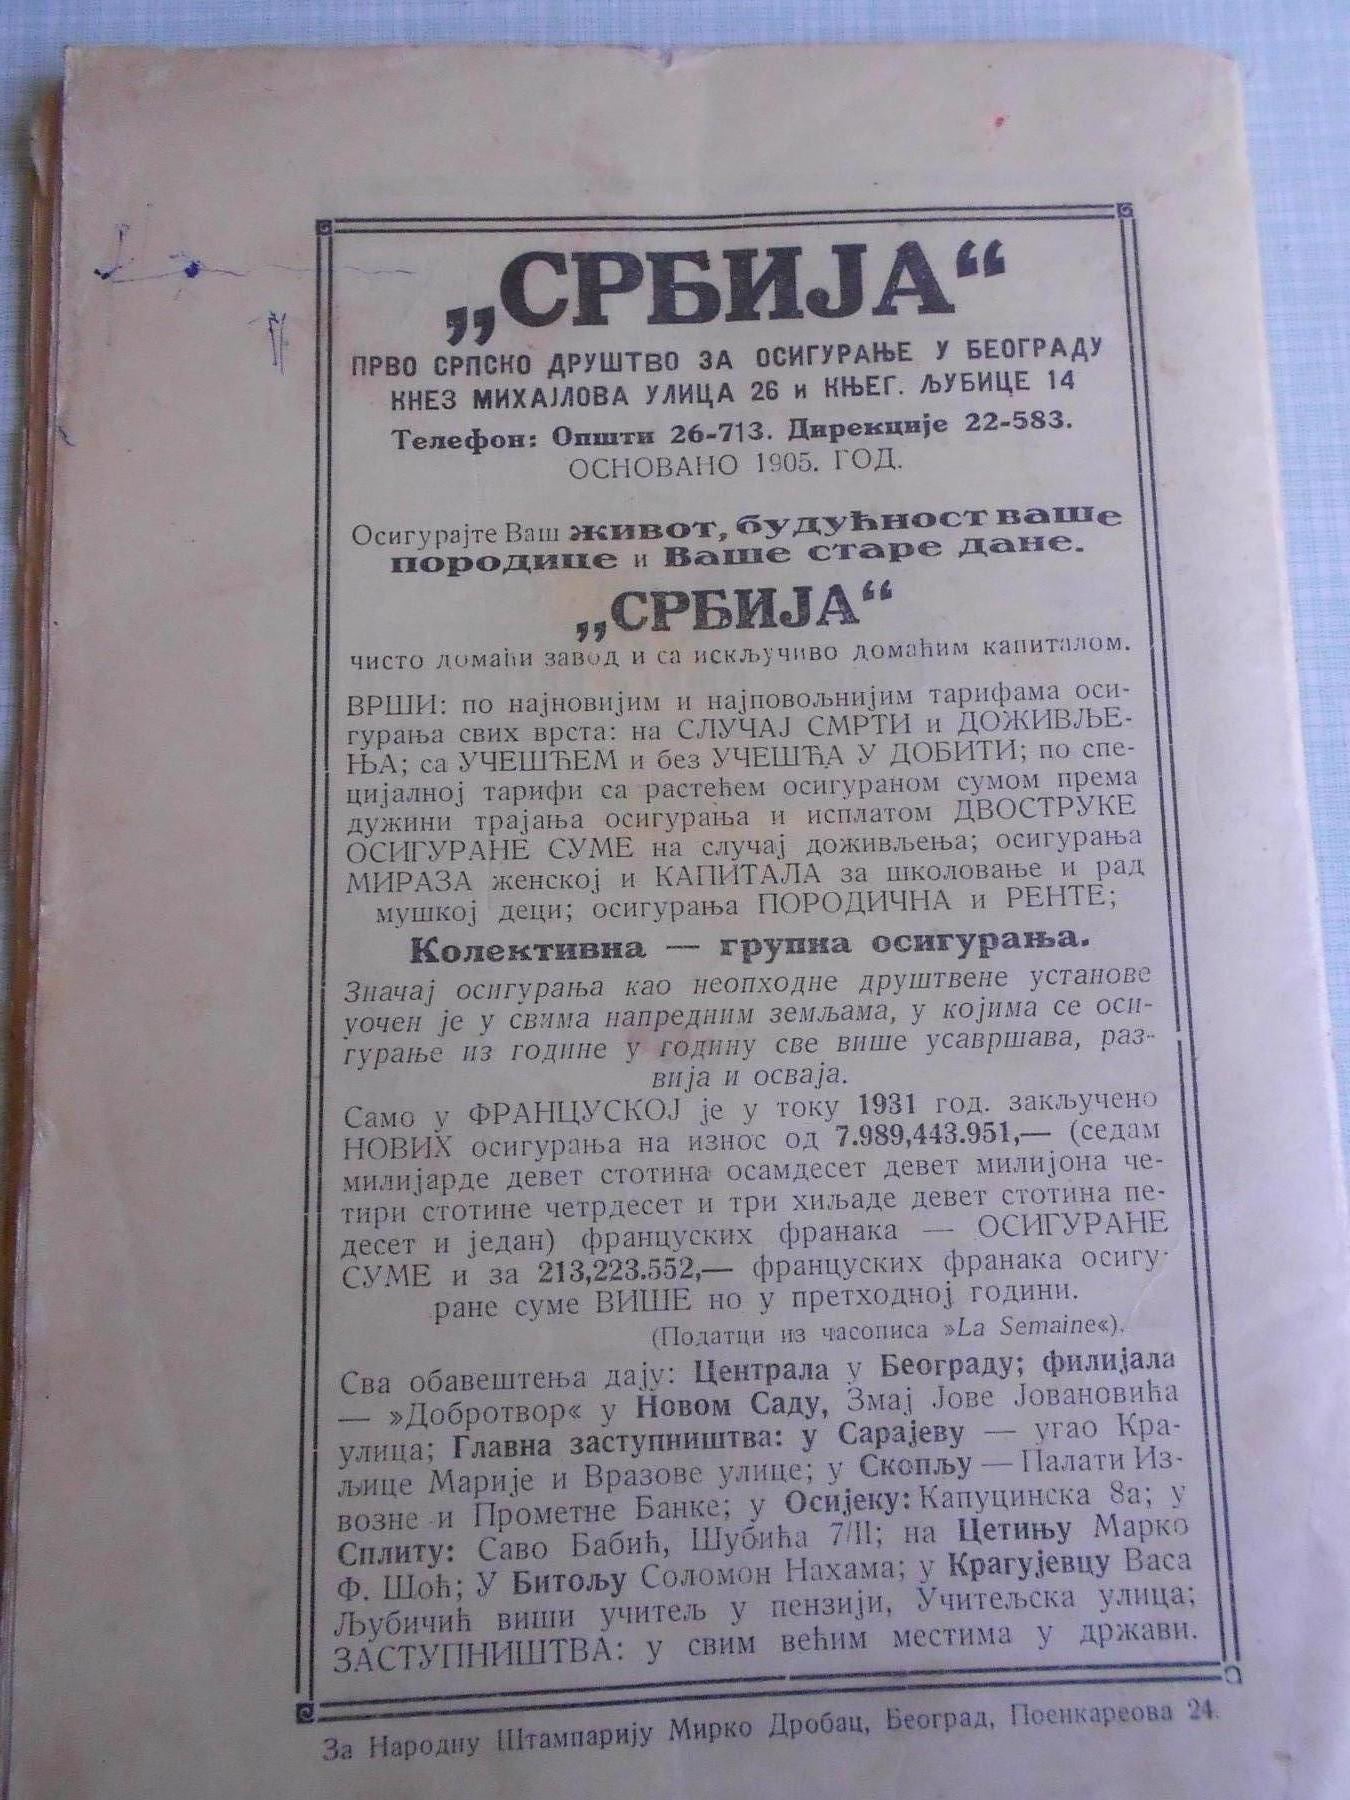 „СРБИЈА“
ПРВО СРПСКО ДРУШТВО ЗА ОСИГУРАЊЕ У БЕОГРАДУ
КНЕЗ МИХАЈЛОВА УЛИЦА 26 и КЊЕГ. ЉУБИЦЕ 14
Телефон: Општи 26-713. Дирекције 22-583.
ОСНОВАНО 1905. ГОД.
Осигурајте Ваш живот, будућност ваше
породице и Ваше старе дане.
„СРБИЈА“
чисто домаћи завод и са искључиво домаћим капиталом.
ВРШИ: по најновијим и најповољнијим тарифама оси-
гурања свих врста: на СЛУЧАЈ СМРТИ и ДОЖИВЉЕ-
ЊА; са УЧЕШЋЕМ и без УЧЕШЋА У ДОБИТИ; по спе-
цијалној тарифи са растећем осигураном сумом према
дужини трајања осигурања и исплатом ДВОСТРУКЕ
ОСИГУРАНЕ СУМЕ на случај доживљења; осигурања
МИРАЗА женској и КАПИТАЛА за школовање и рад
мушкој деци; осигурања ПОРОДИЧНА и РЕНТЕ;
Колективна — групна осигурања.
Значај осигурања као неопходне друштвене установе
уочен је у свима напредним земљама, у којима се оси-
гурање из године у годину све више усавршава, раз-
вија и осваја.
Само у ФРАНЦУСКОЈ је у току 1931 год. закључено
НОВИХ осигурања на износ од 7.989,443.951,— (седам
милијарде девет стотина осамдесет девет милијона че-
тири стотине четрдесет и три хиљаде девет стотина пе-
десет и један) француских франака — ОСИГУРАНЕ
СУМЕ и за 213,223.552,— француских франака осигу-
ране суме ВИШЕ но у претходној години.
(Податци из часописа »La Semaine«).
Сва обавештења дају: Централа у Београду; филијала
— »Добротвор« у Новом Саду, Змај Јове Јовановића
улица; Главна заступништва: у Сарајеву — угао Кра-
љице Марије и Вразове улице; у Скопљу — Палати Из-
возне и Прометне Банке; у Осијеку: Капуцинска 8а; у
Сплиту: Саво Бабић, Шубића 7/II; на Цетињу Марко
Ф. Шоћ; У Битољу Соломон Нахама; у Крагујевцу Васа
Љубичић виши учитељ у пензији, Учитељска улица;
ЗАСТУПНИШТВА: у свим већим местима у држави.
За Народну Штампарију Мирко Дробац, Београд, Поенкареова 24.